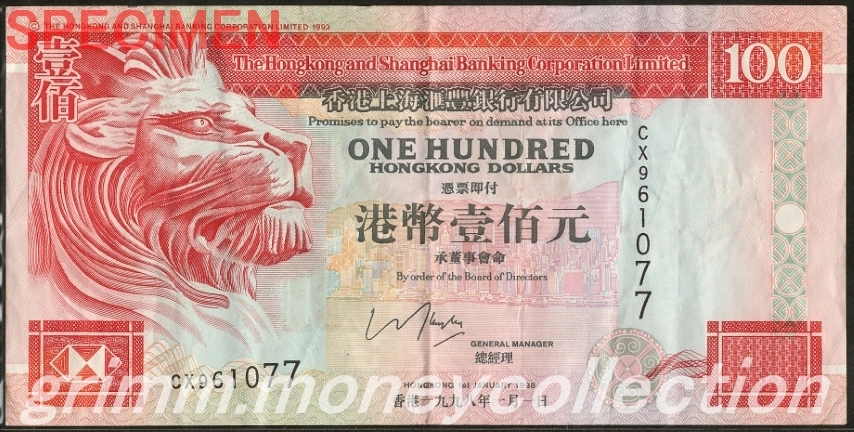 © THE HONGKONG AND SHANGHAI BANKING CORPORATION LIMITED 1993
SPECIMEN
壹佰
The Hongkong and Shanghai Banking Corporation Limited
100
香港上海滙豐銀行有限公司
Promises to pay the bearer on demand at its Office here
CX961077
ONE HUNDRED
HONGKONG DOLLARS
憑票即付
港幣壹佰元
承董事會命
By order of the Board of Directors
GENERAL MANAGER
總經理
CX961077
HONGKONG 1st JANUARY 1998
香港一九九八年一月一日
grimm.moneycollection